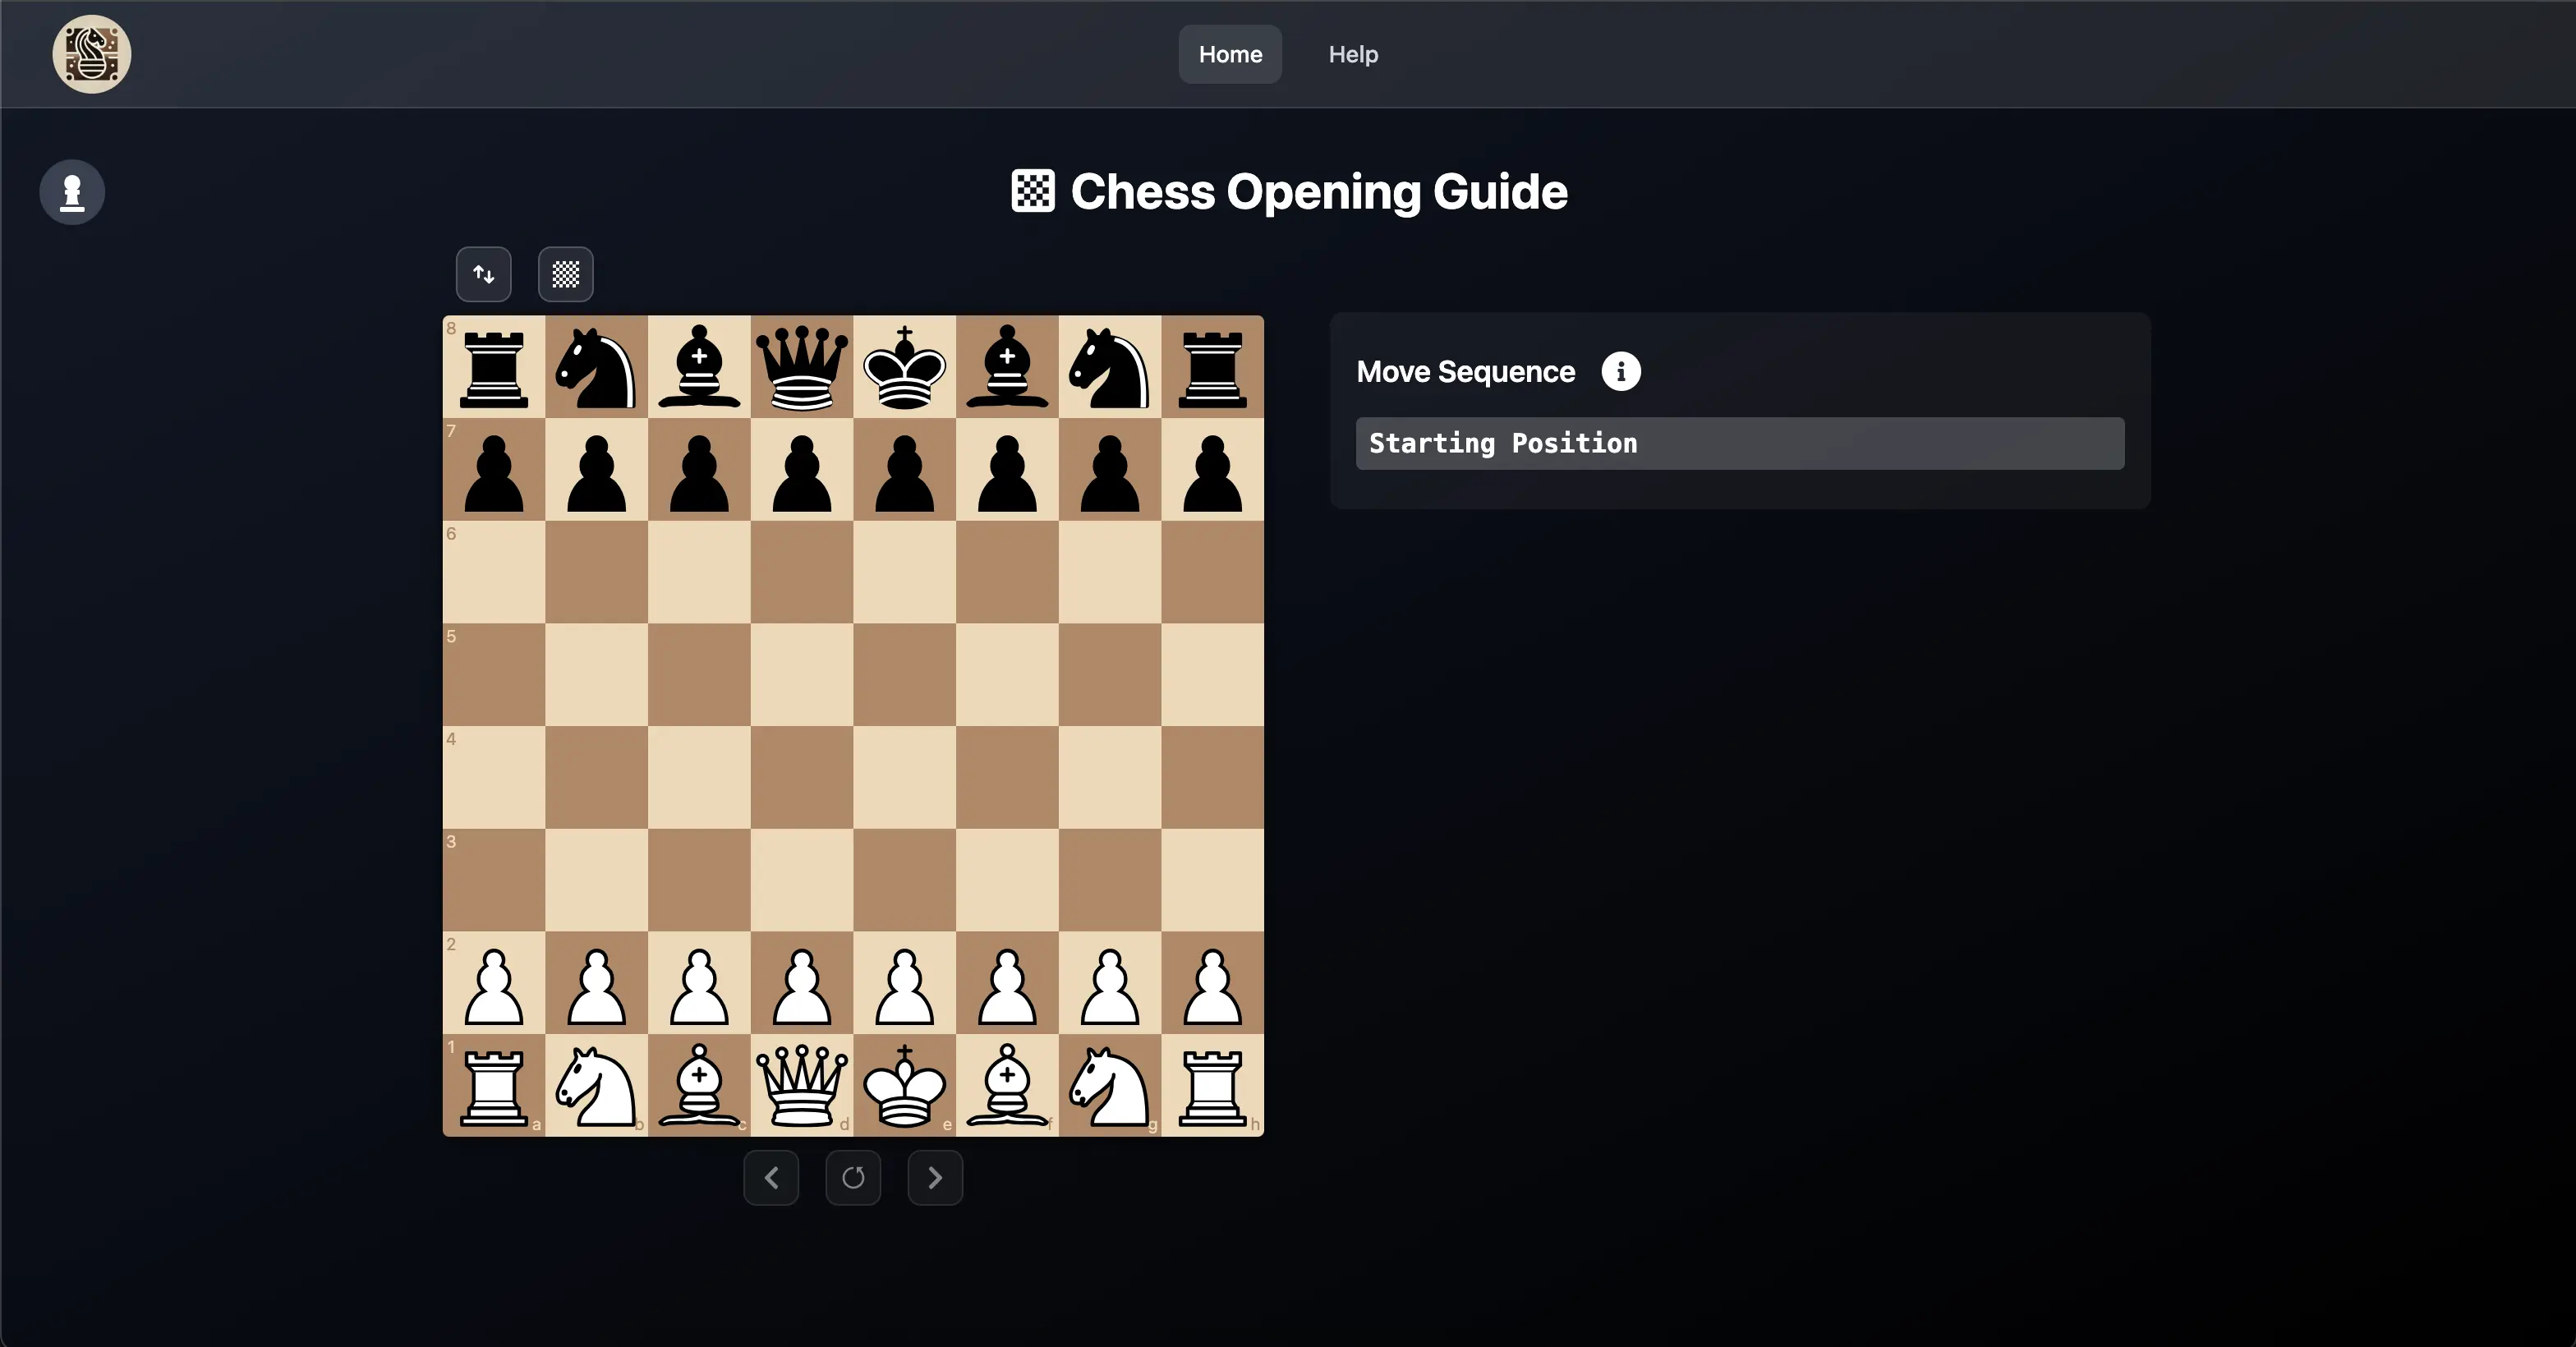 Home
Help
Chess Opening Guide
Move Sequence
Starting Position
8
7
6
5
4
3
2
1
a b c d e f g h